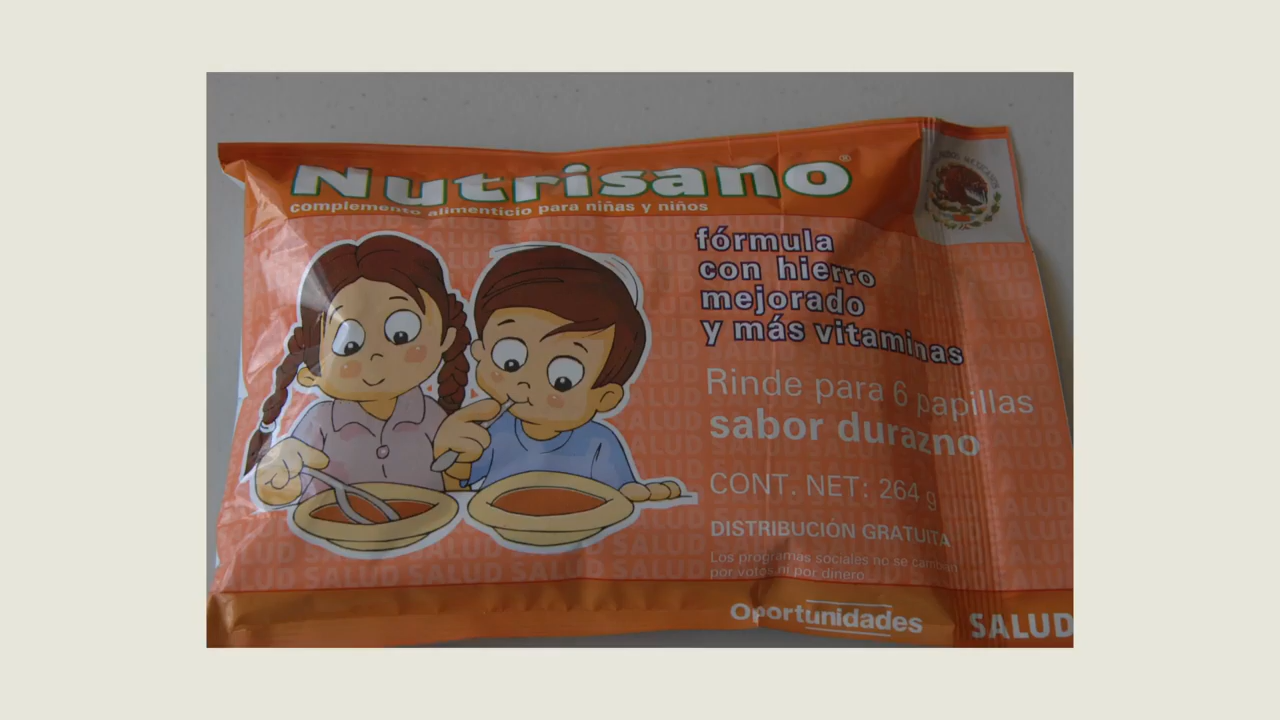 Nutrisano®
complemento alimenticio para niñas y niños
fórmula
con hierro
mejorado
y más vitaminas
Rinde para 6 papillas
sabor durazno
CONT. NET: 264 g
DISTRIBUCIÓN GRATUITA
Los programas sociales no se cambian
por votos ni por dinero
Oportunidades
SALUD